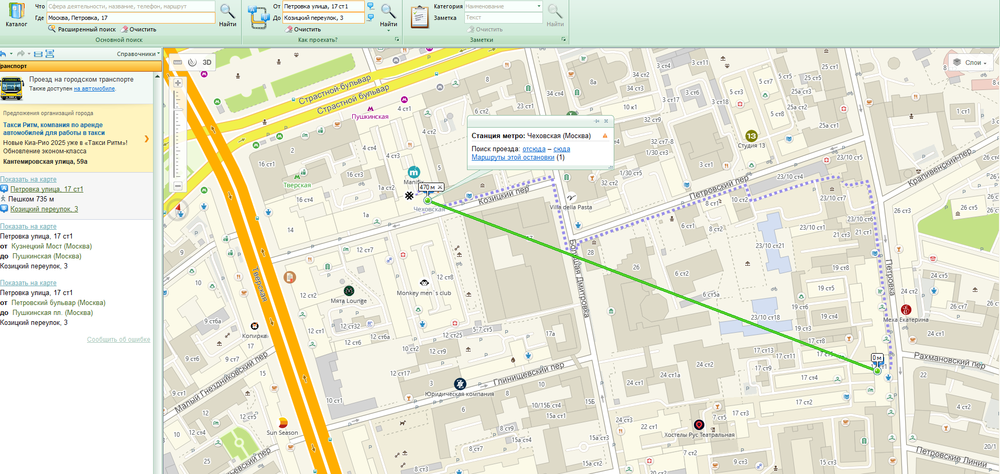 Что Сфера деятельности, название, телефон, маршрут
Где Москва, Петровка, 17
Каталог
Найти
Расширенный поиск Очистить
Основной поиск
От Петровка улица, 17 ст1
До Козицкий переулок, 3
Найти
Очистить
Как проехать?
Категория Наименование
Заметка Текст
Найти
Очистить
Заметки
Справочники
ранспорт
Проезд на городском транспорте
Также доступен на автомобиле.
Предложения организаций города
Такси Ритм, компания по аренде
автомобилей для работы в такси
Новые Киа-Рио 2025 уже в «Такси Ритм»!
Обновление эконом-класса
Кантемировская улица, 59а
Показать на карте
A Петровка улица, 17 ст1
Пешком 735 м
B Козицкий переулок, 3
Показать на карте
Петровка улица, 17 ст1
от Кузнецкий Мост (Москва)
до Пушкинская (Москва)
Козицкий переулок, 3
Показать на карте
Петровка улица, 17 ст1
от Петровский бульвар (Москва)
до Пушкинская пл. (Москва)
Козицкий переулок, 3
Сообщить об ошибке
3D
Слои
Страстной бульвар
Страстной бульвар
Пушкинская
Станция метро: Чеховская (Москва)
Поиск проезда: отсюда – сюда
Маршруты этой остановки (1)
13
Студия 13
Тверская
Manifix
470 м
Чеховская
Козицкий пер
Villa della Pasta
Петровский пер
Крапивенский пер
Большая Дмитровка
Петровка
Тверская
Мята Lounge
Monkey men`s club
Копирка
Меха Екатерина
0 м
Рахмановский пер
Малый Гнездниковский пер
Глинищевский пер
Юридическая компания
Sun Season
Хостелы Рус Театральная
Петровские Линии
8
8а
34 ст4
34 ст3
3 ст4
3 ст11
25 ст1
5 ст5
25 ст5
5 ст7
3 ст6
3 ст17
3 ст18
5 ст3
25а ст3
25а ст2
5 ст8
25а ст1
10 к1
32 ст9
23 ст1
6 ст2
4 ст1
4 ст2
4 ст4
4 ст3
2
16 ст1
16 ст3
16 ст4
1а ст2
1а
14
5
32 ст7-8
1/30 ст3
1/30 ст5
32 ст2
23/10 ст5
23/10 ст4
23/10 ст7
10 ст2
8 ст1
8 ст2
6 ст1
23/10 ст1
23/10 ст6
21 ст1
21 ст3
23/10 ст21
26 ст3
26 ст5
1 ст1
28
26
6 ст2
6 ст5а
19 ст8
19 ст5
19 ст6
19 ст4
19 ст3
23/10 ст18
24 ст5
24 ст2
26 ст7
24 ст1
17 ст8
17 ст13
17 ст11
17 ст9
17 ст4
17 ст2
17 ст3
24 ст2
24 ст1а
24 ст1
24 ст3
22 ст1
7 ст5
7 ст2
9 ст3
15 ст3
22
4 ст2
20/1
9
10
12 ст7
12 ст8
12 ст2
12 ст1
12 ст32
12 ст6а
12 ст6
12 ст25
5-7 ст5
10 ст2
12 ст9
12 ст17
17а
10 ст1
3
8
10
6
10/15Б ст4
15а ст1
15Б
8 ст9
15а ст4
8 ст7
8 ст3
15а ст3
15а ст2
9 ст6а
17
9 ст6
9 ст7
15
9 ст1
12
12 ст5
12 ст4
10
25